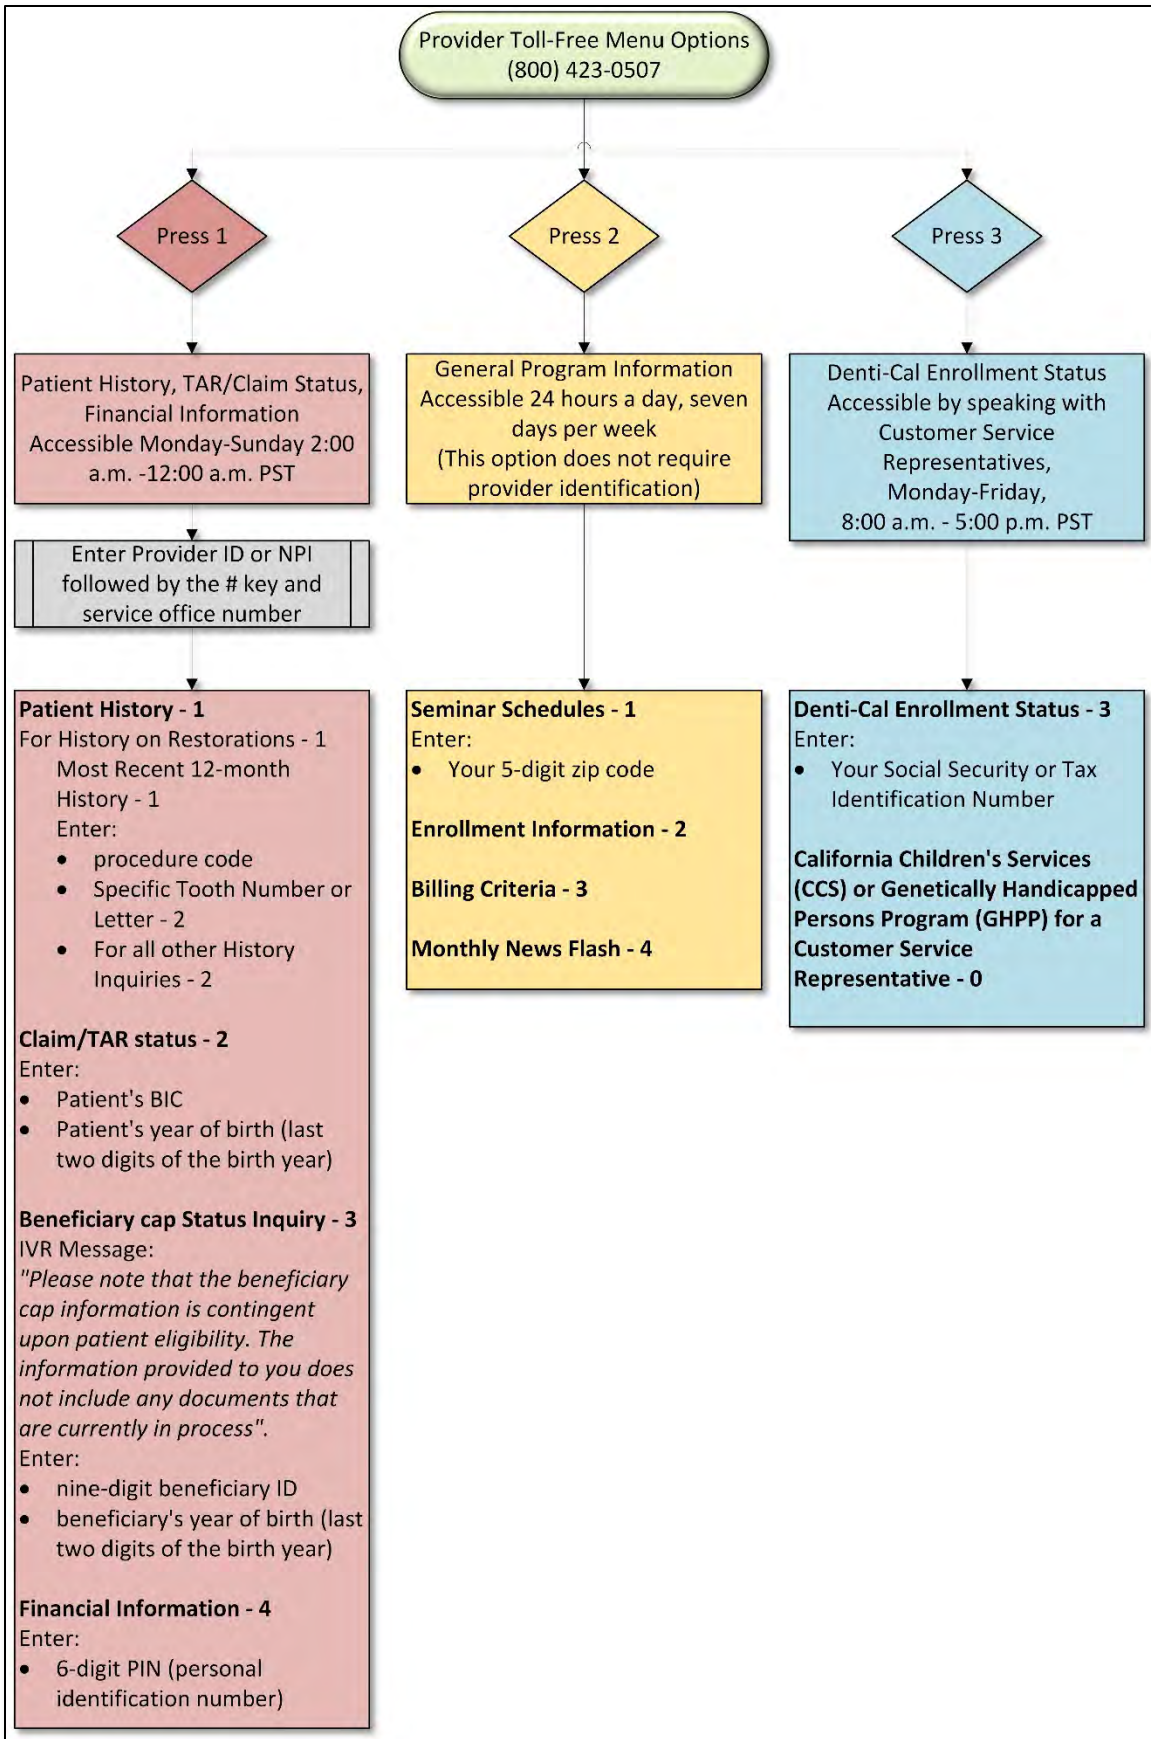 Provider Toll-Free Menu Options
(800) 423-0507
Press 1
Press 2
Press 3
Patient History, TAR/Claim Status,
Financial Information
Accessible Monday-Sunday 2:00
a.m. -12:00 a.m. PST
General Program Information
Accessible 24 hours a day, seven
days per week
(This option does not require
provider identification)
Denti-Cal Enrollment Status
Accessible by speaking with
Customer Service
Representatives,
Monday-Friday,
8:00 a.m. - 5:00 p.m. PST
Enter Provider ID or NPI
followed by the # key and
service office number
Patient History - 1
For History on Restorations - 1
Most Recent 12-month
History - 1
Enter:
• procedure code
• Specific Tooth Number or
Letter - 2
• For all other History
Inquiries - 2
Claim/TAR status - 2
Enter:
• Patient's BIC
• Patient's year of birth (last
two digits of the birth year)
Beneficiary cap Status Inquiry - 3
IVR Message:
"Please note that the beneficiary
cap information is contingent
upon patient eligibility. The
information provided to you does
not include any documents that
are currently in process".
Enter:
• nine-digit beneficiary ID
• beneficiary's year of birth (last
two digits of the birth year)
Financial Information - 4
Enter:
• 6-digit PIN (personal
identification number)
Seminar Schedules - 1
Enter:
• Your 5-digit zip code
Enrollment Information - 2
Billing Criteria - 3
Monthly News Flash - 4
Denti-Cal Enrollment Status - 3
Enter:
• Your Social Security or Tax
Identification Number
California Children's Services
(CCS) or Genetically Handicapped
Persons Program (GHPP) for a
Customer Service
Representative - 0